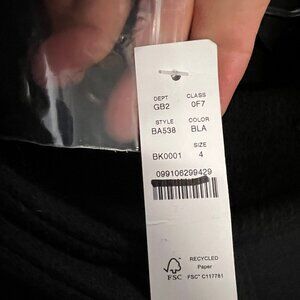 DEPT CLASS
GB2 0F7
STYLE COLOR
BA538 BLA
SIZE
BK0001 4
099106299429
RECYCLED
Paper
FSC FSC® C117781